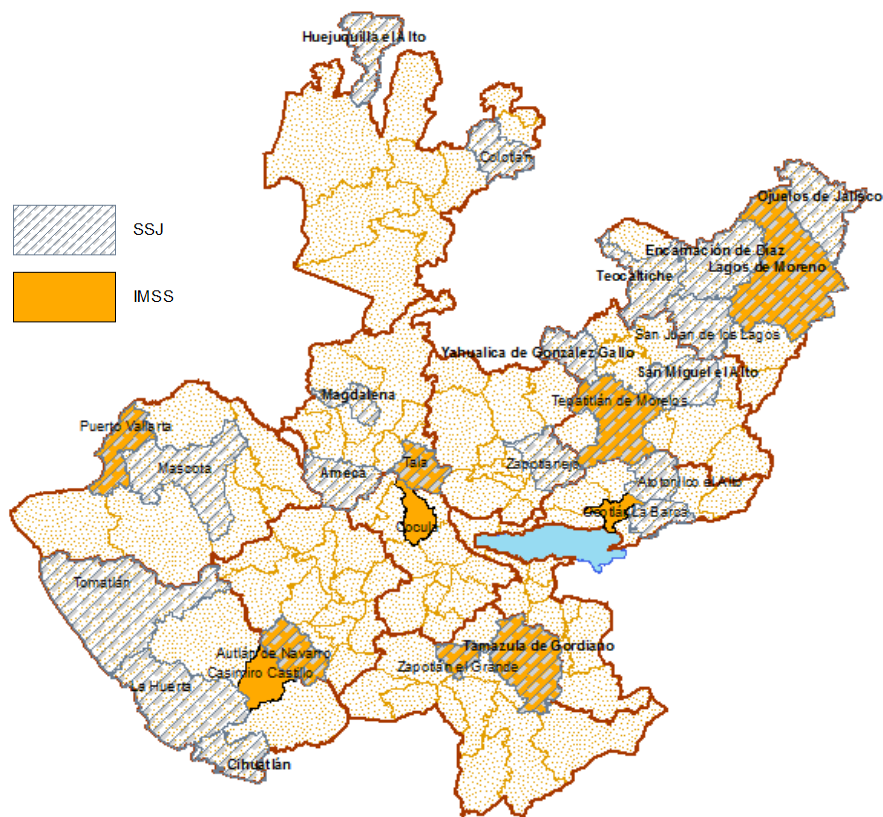 Huejuquilla el Alto
Colotlán
Ojuelos de Jalisco
SSJ
Encarnación de Diaz
Lagos de Moreno
Teocaltiche
IMSS
San Juan de los Lagos
Yahualica de González Gallo
San Miguel el Alto
Magdalena
Tepatitlán de Morelos
Puerto Vallarta
Mascota
Ameca
Tala
Zapotlanejo
Atotonilco el Alto
Ocotlán
La Barca
Cocula
Tomatlán
Autlán de Navarro
Tamazula de Gordiano
Zapotlán el Grande
Casimiro Castillo
La Huerta
Cihuatlán